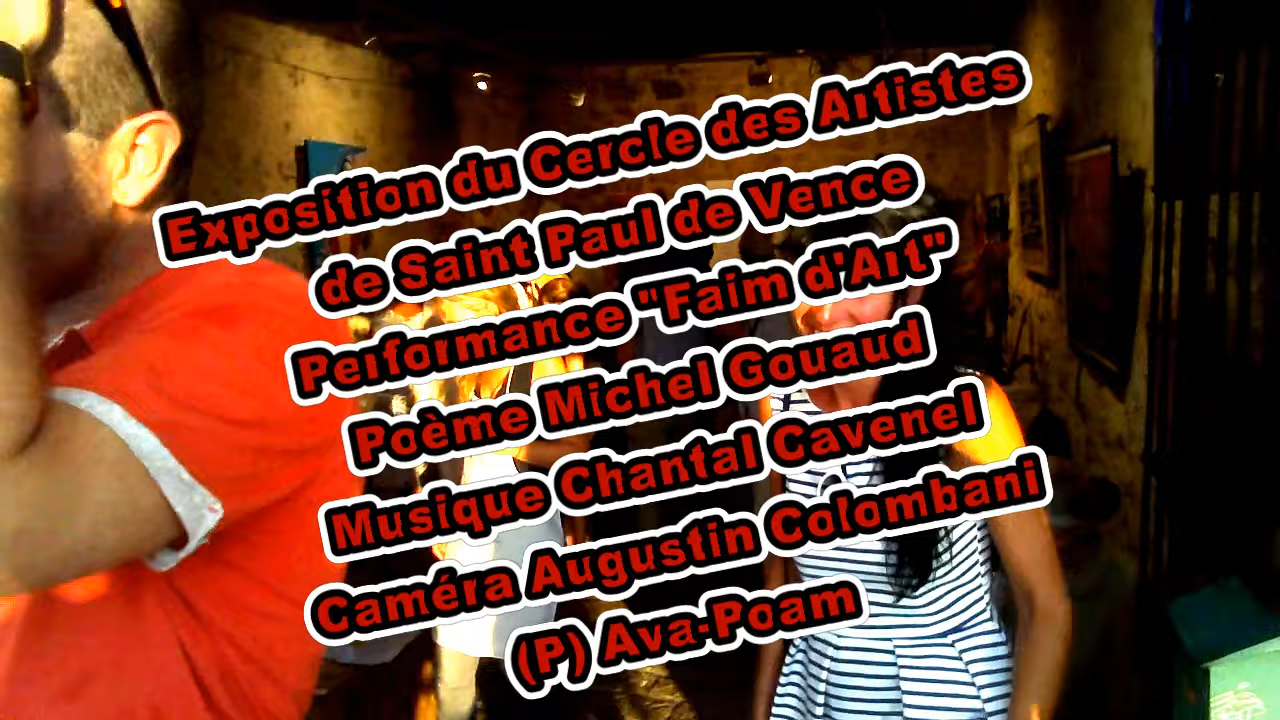 Exposition du Cercle des Artistes
de Saint Paul de Vence
Performance "Faim d'Art"
Poème Michel Gouaud
Musique Chantal Cavenel
Caméra Augustin Colombani
(P) Ava-Poam